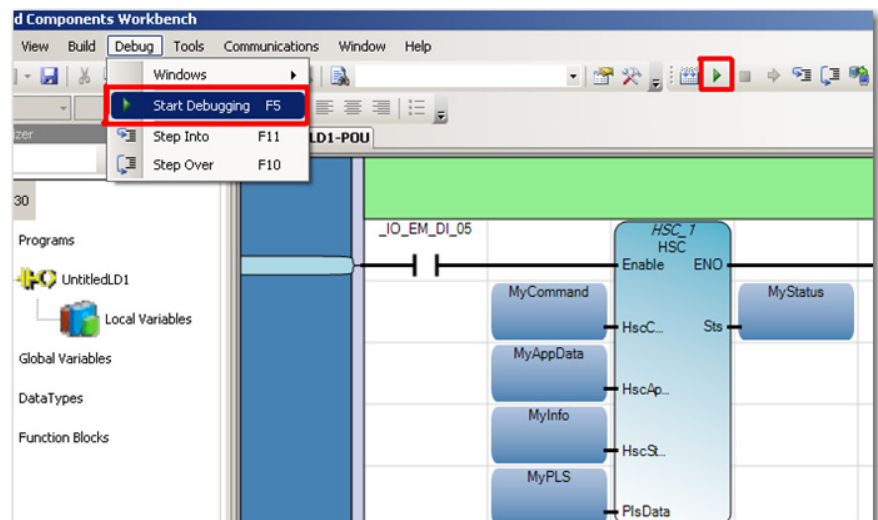 d Components Workbench
View Build Debug Tools Communications Window Help
Windows
Start Debugging F5
Step Into F11
Step Over F10
izer
LD1-POU
30
Programs
UntitledLD1
Local Variables
Global Variables
DataTypes
Function Blocks
_IO_EM_DI_05
HSC_1
HSC
Enable ENO
MyCommand
MyStatus
HscC... Sts
MyAppData
HscAp...
MyInfo
HscSt...
MyPLS
PlsData